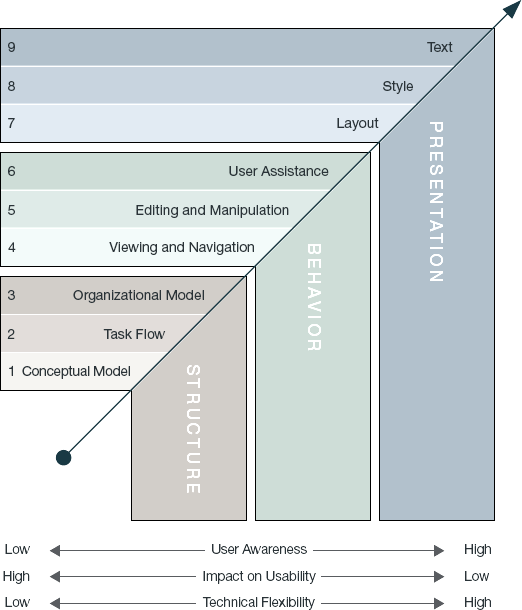 9 Text
8 Style
7 Layout
PRESENTATION
6 User Assistance
5 Editing and Manipulation
4 Viewing and Navigation
BEHAVIOR
3 Organizational Model
2 Task Flow
1 Conceptual Model
STRUCTURE
Low User Awareness High
High Impact on Usability Low
Low Technical Flexibility High